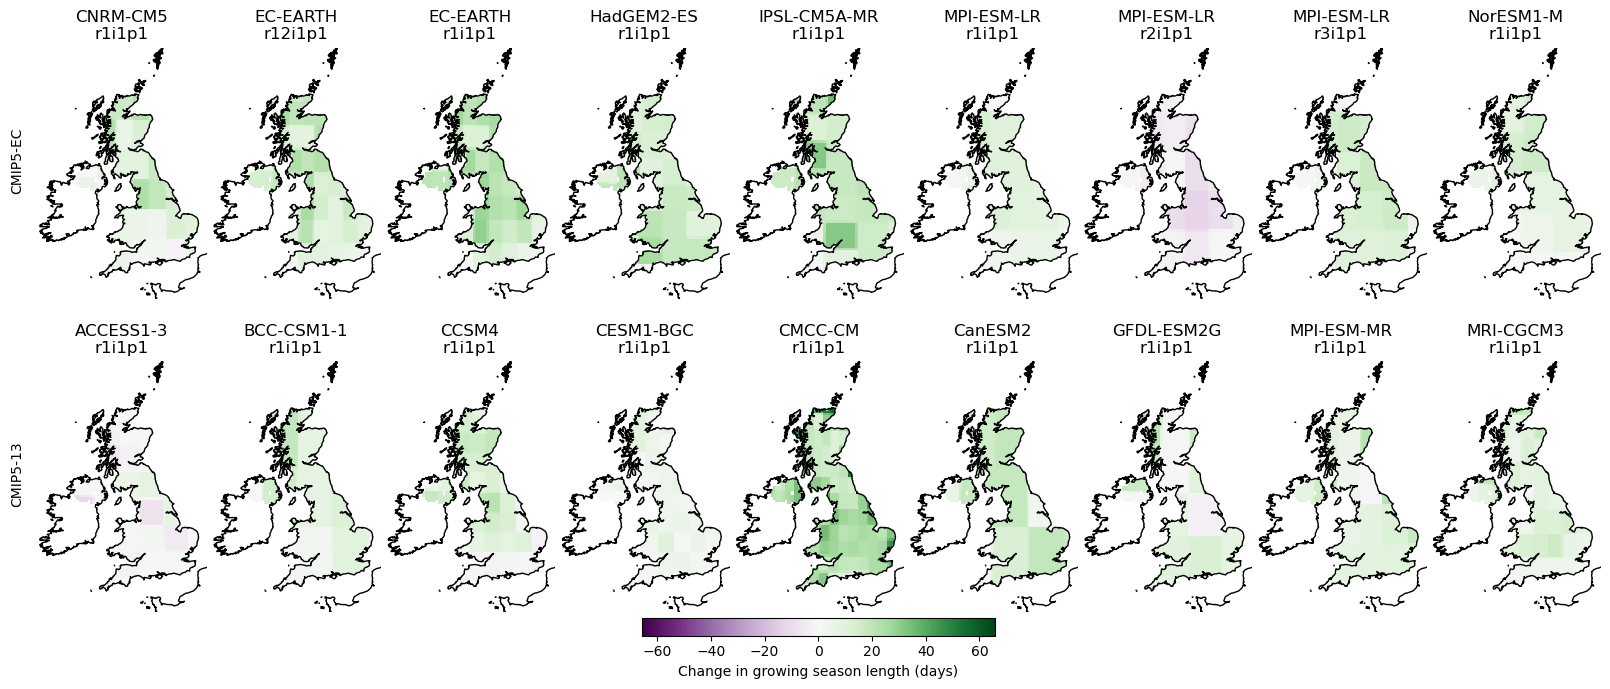 CNRM-CM5 EC-EARTH EC-EARTH HadGEM2-ES IPSL-CM5A-MR MPI-ESM-LR MPI-ESM-LR MPI-ESM-LR NorESM1-M
r1i1p1 r12i1p1 r1i1p1 r1i1p1 r1i1p1 r1i1p1 r2i1p1 r3i1p1 r1i1p1
CMIP5-EC
ACCESS1-3 BCC-CSM1-1 CCSM4 CESM1-BGC CMCC-CM CanESM2 GFDL-ESM2G MPI-ESM-MR MRI-CGCM3
r1i1p1 r1i1p1 r1i1p1 r1i1p1 r1i1p1 r1i1p1 r1i1p1 r1i1p1 r1i1p1
CMIP5-13
−60 −40 −20 0 20 40 60
Change in growing season length (days)